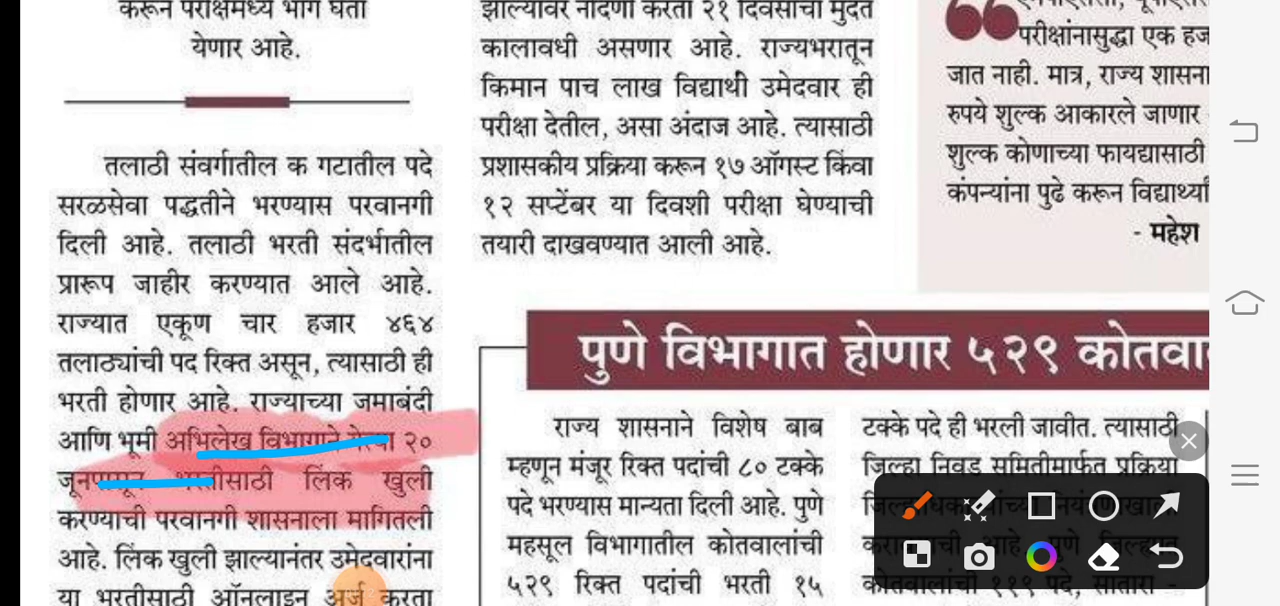 करून परीक्षेमध्ये भाग घेता
येणार आहे.
तलाठी संवर्गातील क गटातील पदे
सरळसेवा पद्धतीने भरण्यास परवानगी
दिली आहे. तलाठी भरती संदर्भातील
प्रारूप जाहीर करण्यात आले आहे.
राज्यात एकूण चार हजार ४६४
तलाठ्यांची पद रिक्त असून, त्यासाठी ही
भरती होणार आहे. राज्याच्या जमाबंदी
आणि भूमी अभिलेख विभागाने येत्या २०
जूनपासून भरतीसाठी लिंक खुली
करण्याची परवानगी शासनाला मागितली
आहे. लिंक खुली झाल्यानंतर उमेदवारांना
या भरतीसाठी ऑनलाइन अर्ज करता
झाल्यावर नोंदणी करता २१ दिवसांचा मुदत
कालावधी असणार आहे. राज्यभरातून
किमान पाच लाख विद्यार्थी उमेदवार ही
परीक्षा देतील, असा अंदाज आहे. त्यासाठी
प्रशासकीय प्रक्रिया करून १७ ऑगस्ट किंवा
१२ सप्टेंबर या दिवशी परीक्षा घेण्याची
तयारी दाखवण्यात आली आहे.
परीक्षांनासुद्धा एक हज
जात नाही. मात्र, राज्य शासना
रुपये शुल्क आकारले जाणार
शुल्क कोणाच्या फायद्यासाठी
कंपन्यांना पुढे करून विद्यार्थ्यां
- महेश
पुणे विभागात होणार ५२९ कोतवा
राज्य शासनाने विशेष बाब
म्हणून मंजूर रिक्त पदांची ८० टक्के
पदे भरण्यास मान्यता दिली आहे. पुणे
महसूल विभागातील कोतवालांची
५२९ रिक्त पदांची भरती १५
टक्के पदे ही भरली जावीत. त्यासाठी
जिल्हा निवड समितीमार्फत प्रक्रिया
आहे. पुणे
कोतवालांची ११९ पदे, सातारा -